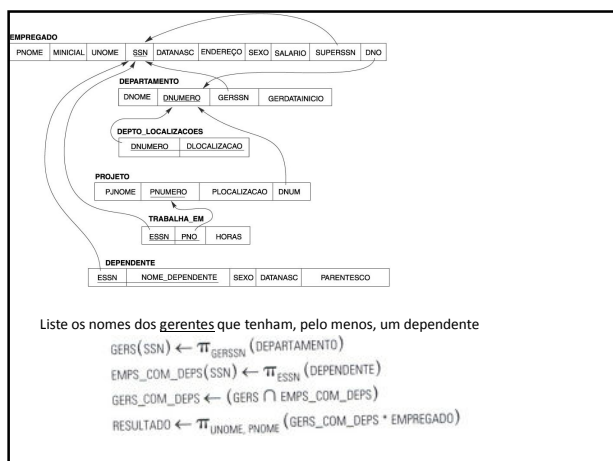 EMPREGADO
PNOME MINICIAL UNOME SSN DATANASC ENDEREÇO SEXO SALARIO SUPERSSN DNO
DEPARTAMENTO
DNOME DNUMERO GERSSN GERDATAINICIO
DEPTO_LOCALIZACOES
DNUMERO DLOCALIZACAO
PROJETO
PJNOME PNUMERO PLOCALIZACAO DNUM
TRABALHA_EM
ESSN PNO HORAS
DEPENDENTE
ESSN NOME_DEPENDENTE SEXO DATANASC PARENTESCO
Liste os nomes dos gerentes que tenham, pelo menos, um dependente
GERS(SSN) ← π GERSSN (DEPARTAMENTO)
EMPS_COM_DEPS(SSN) ← π ESSN (DEPENDENTE)
GERS_COM_DEPS ← (GERS ∩ EMPS_COM_DEPS)
RESULTADO ← π UNOME, PNOME (GERS_COM_DEPS * EMPREGADO)